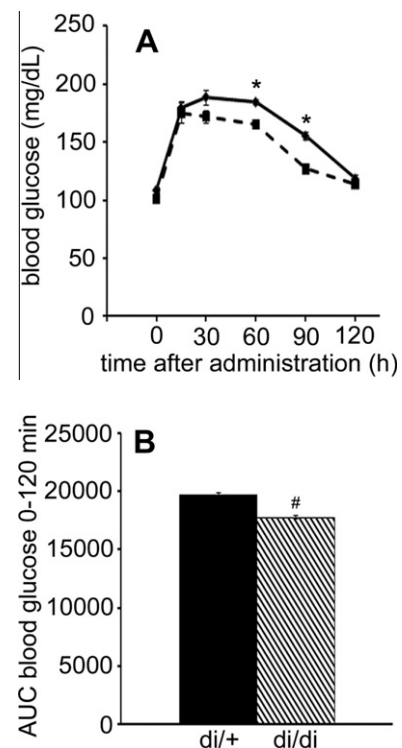 250
A
200
*
*
150
100
50
0
0 30 60 90 120
blood glucose (mg/dL)
time after administration (h)
B
25000
20000
#
15000
10000
5000
0
AUC blood glucose 0-120 min
di/+ di/di